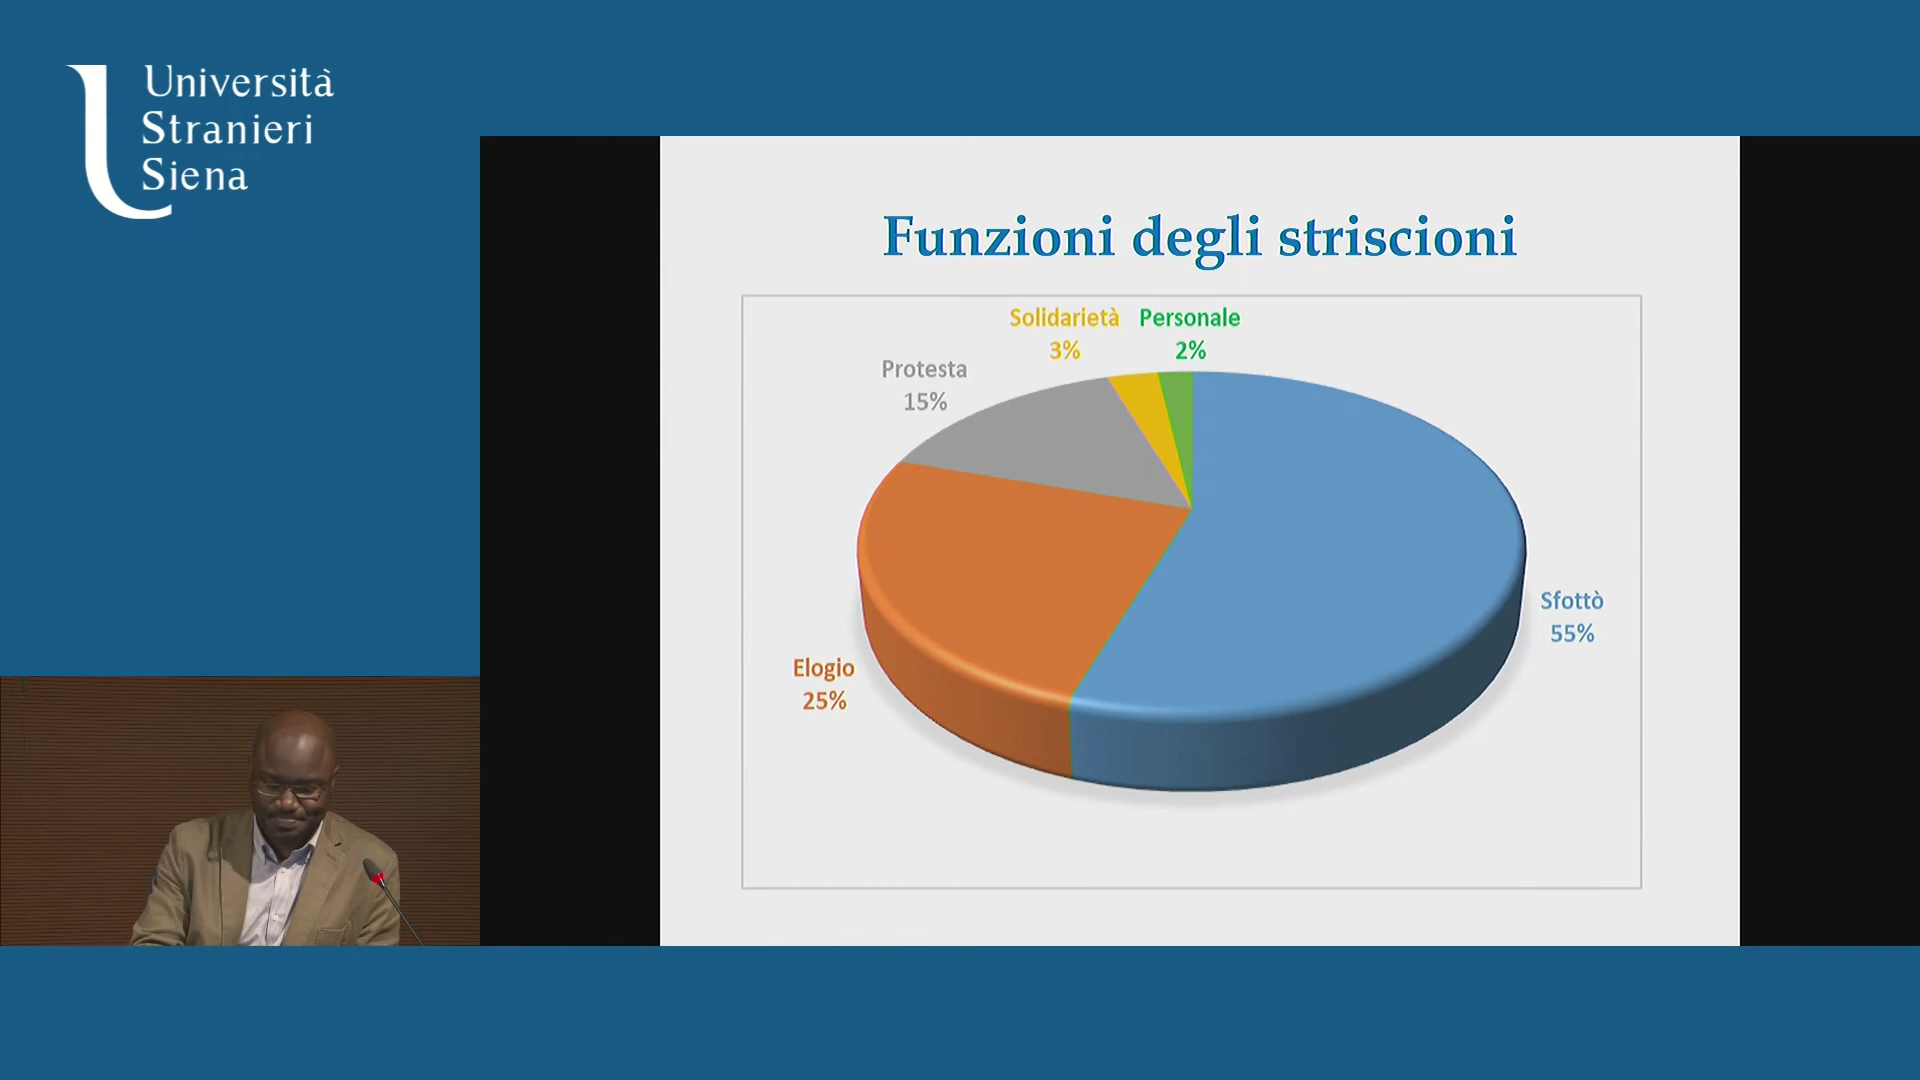 Università
Stranieri
Siena
Funzioni degli striscioni
Solidarietà
3%
Personale
2%
Protesta
15%
Sfottò
55%
Elogio
25%